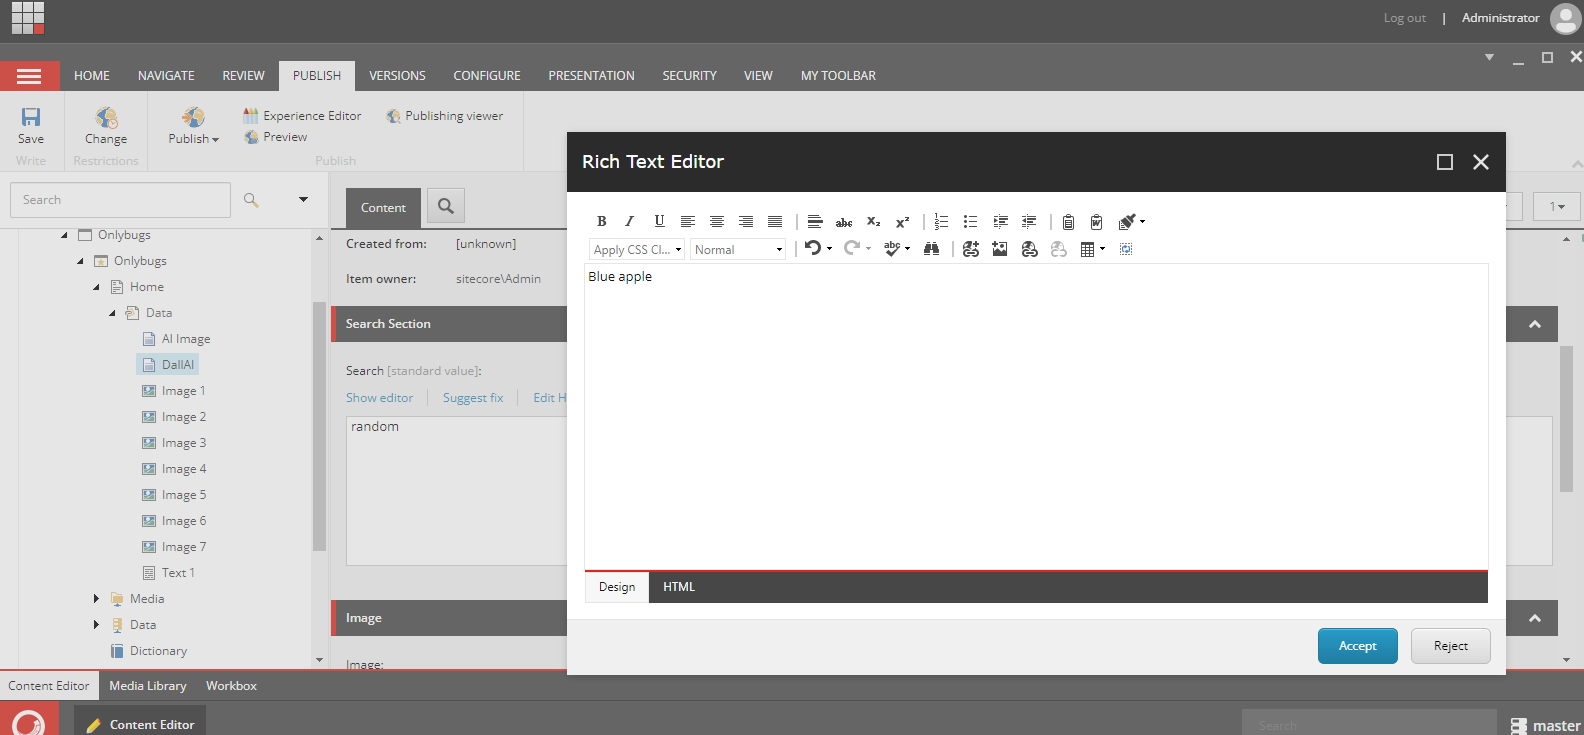 Log out | Administrator
HOME NAVIGATE REVIEW PUBLISH VERSIONS CONFIGURE PRESENTATION SECURITY VIEW MY TOOLBAR
Save
Write
Change
Restrictions
Publish
Experience Editor
Preview
Publishing viewer
Publish
Search
Onlybugs
Onlybugs
Home
Data
AI Image
DallAI
Image 1
Image 2
Image 3
Image 4
Image 5
Image 6
Image 7
Text 1
Media
Data
Dictionary
Content
1
Created from: [unknown]
Item owner: sitecore\Admin
Search Section
Search [standard value]:
Show editor Suggest fix Edit H
random
Image
Image:
Rich Text Editor
B I U abc x₂ x²
Apply CSS Cl... Normal abc
Blue apple
Design HTML
Accept Reject
Content Editor Media Library Workbox
Content Editor
Search
master